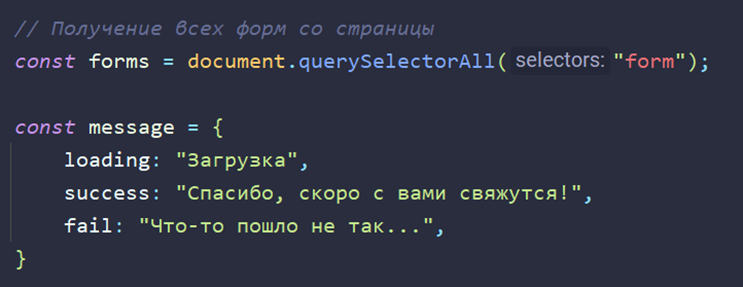 // Получение всех форм со страницы
const forms = document.querySelectorAll( selectors: "form");
const message = {
loading: "Загрузка",
success: "Спасибо, скоро с вами свяжутся!",
fail: "Что-то пошло не так...",
}